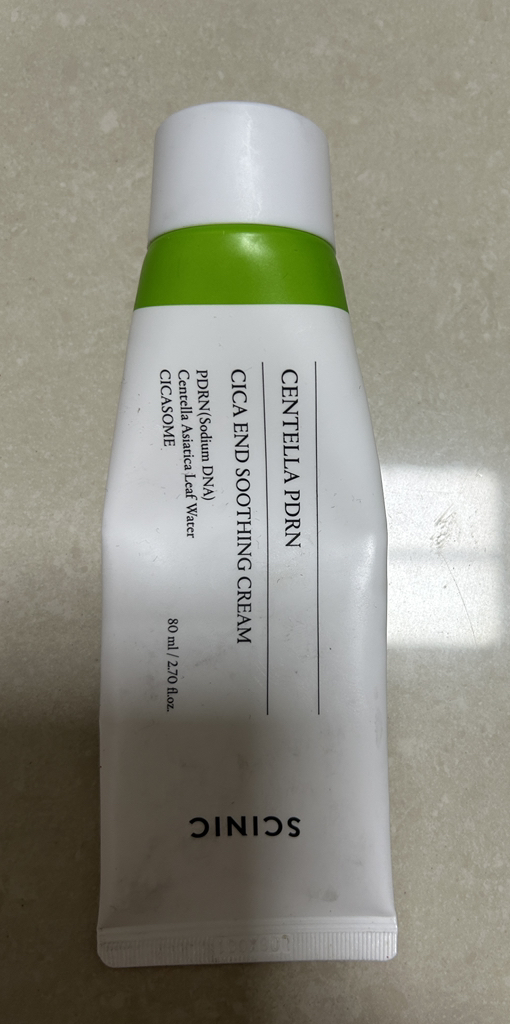 CENTELLA PDRN
CICA END SOOTHING CREAM
PDRN(Sodium DNA)
Centella Asiatica Leaf Water
CICASOME
80 ml / 2.70 fl.oz.
SCINIC